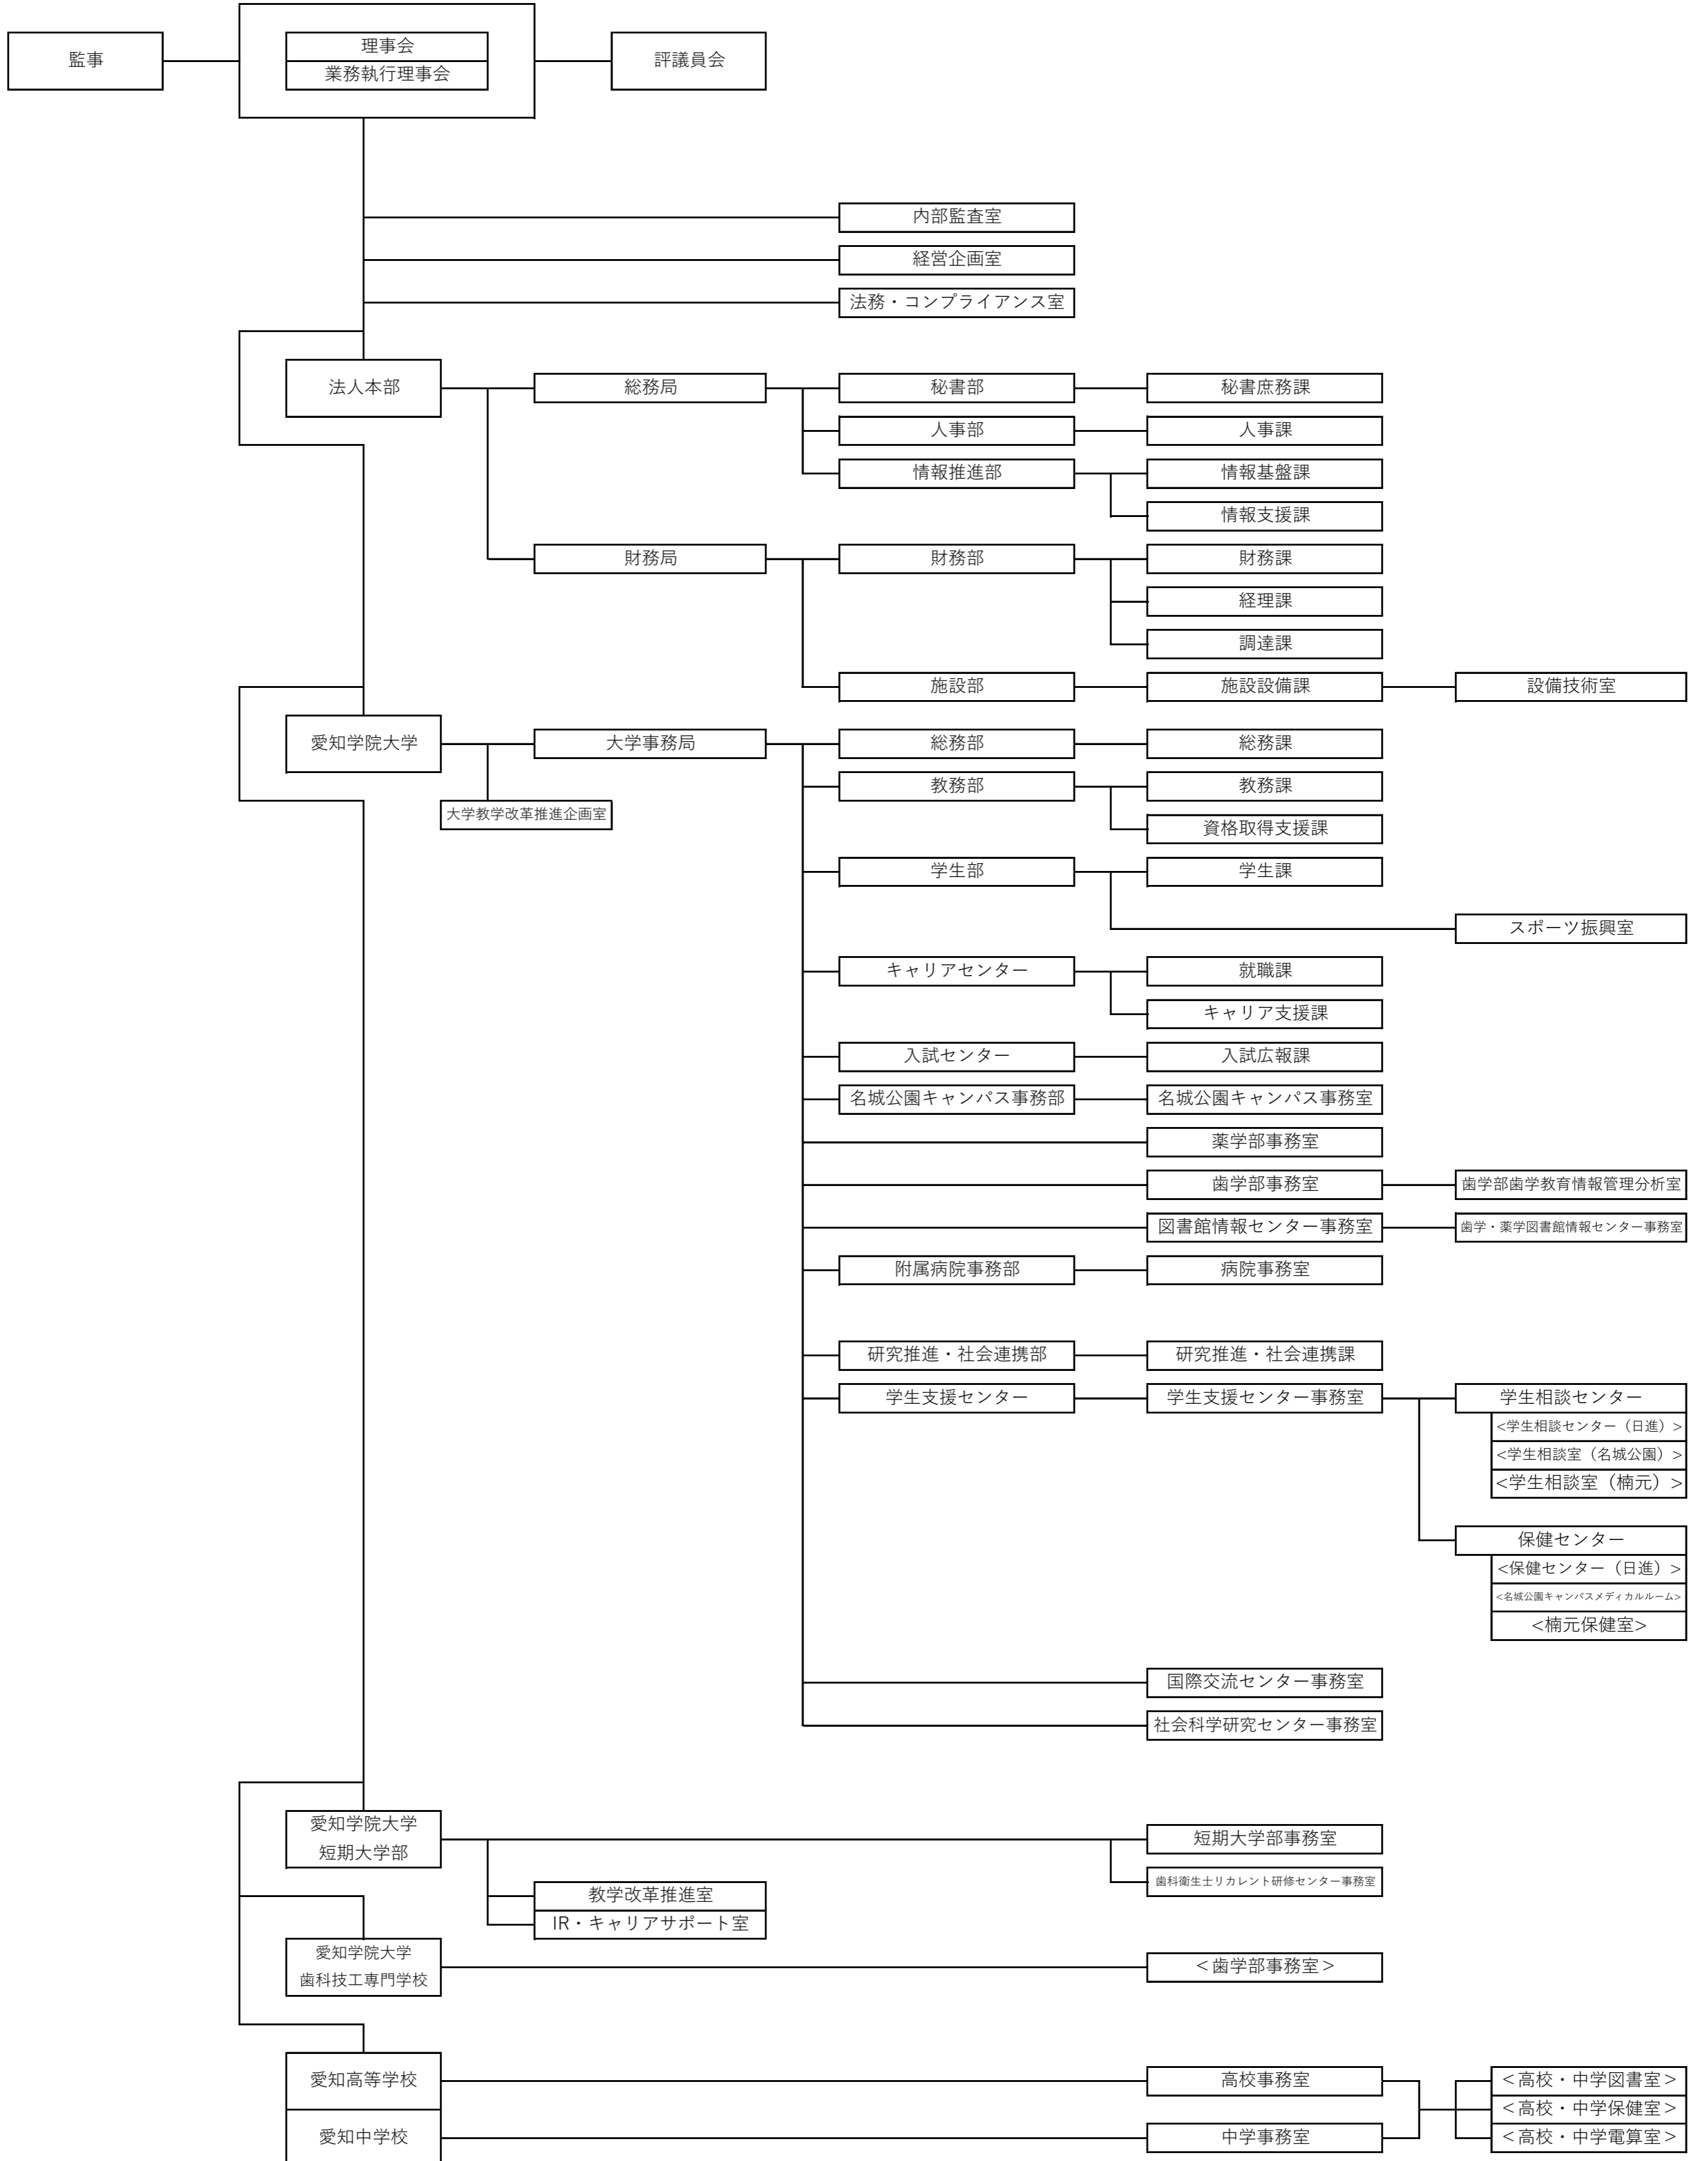 監事
理事会
業務執行理事会
評議員会
内部監査室
経営企画室
法務・コンプライアンス室
法人本部
総務局
秘書部
秘書庶務課
人事部
人事課
情報推進部
情報基盤課
情報支援課
財務局
財務部
財務課
経理課
調達課
施設部
施設設備課
設備技術室
愛知学院大学
大学事務局
総務部
総務課
大学教学改革推進企画室
教務部
教務課
資格取得支援課
学生部
学生課
スポーツ振興室
キャリアセンター
就職課
キャリア支援課
入試センター
入試広報課
名城公園キャンパス事務部
名城公園キャンパス事務室
薬学部事務室
歯学部事務室
歯学部歯学教育情報管理分析室
図書館情報センター事務室
歯学・薬学図書館情報センター事務室
附属病院事務部
病院事務室
研究推進・社会連携部
研究推進・社会連携課
学生支援センター
学生支援センター事務室
学生相談センター
<学生相談センター（日進）>
<学生相談室（名城公園）>
<学生相談室（楠元）>
保健センター
<保健センター（日進）>
<名城公園キャンパスメディカルルーム>
<楠元保健室>
国際交流センター事務室
社会科学研究センター事務室
愛知学院大学
短期大学部
短期大学部事務室
歯科衛生士リカレント研修センター事務室
教学改革推進室
IR・キャリアサポート室
愛知学院大学
歯科技工専門学校
＜歯学部事務室＞
愛知高等学校
高校事務室
＜高校・中学図書室＞
＜高校・中学保健室＞
愛知中学校
中学事務室
＜高校・中学電算室＞